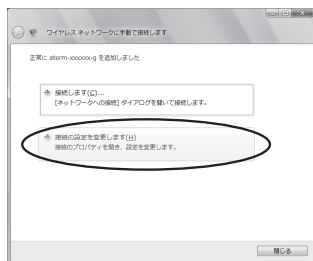 ワイヤレス ネットワークに手動で接続します
正常に aterm-xxxxxx-g を追加しました
接続します(C)...
[ネットワークへの接続] ダイアログを開いて接続します。
接続の設定を変更します(H)
接続のプロパティを開き、設定を変更します。
閉じる